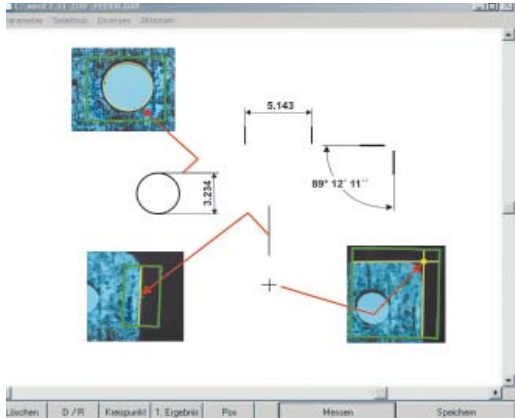 Parameter Selektion Diverses Aktionen
5.143
89° 12' 11''
3.234
Löschen D / R Kreispunkt 1. Ergebnis Pos Messen Speichern